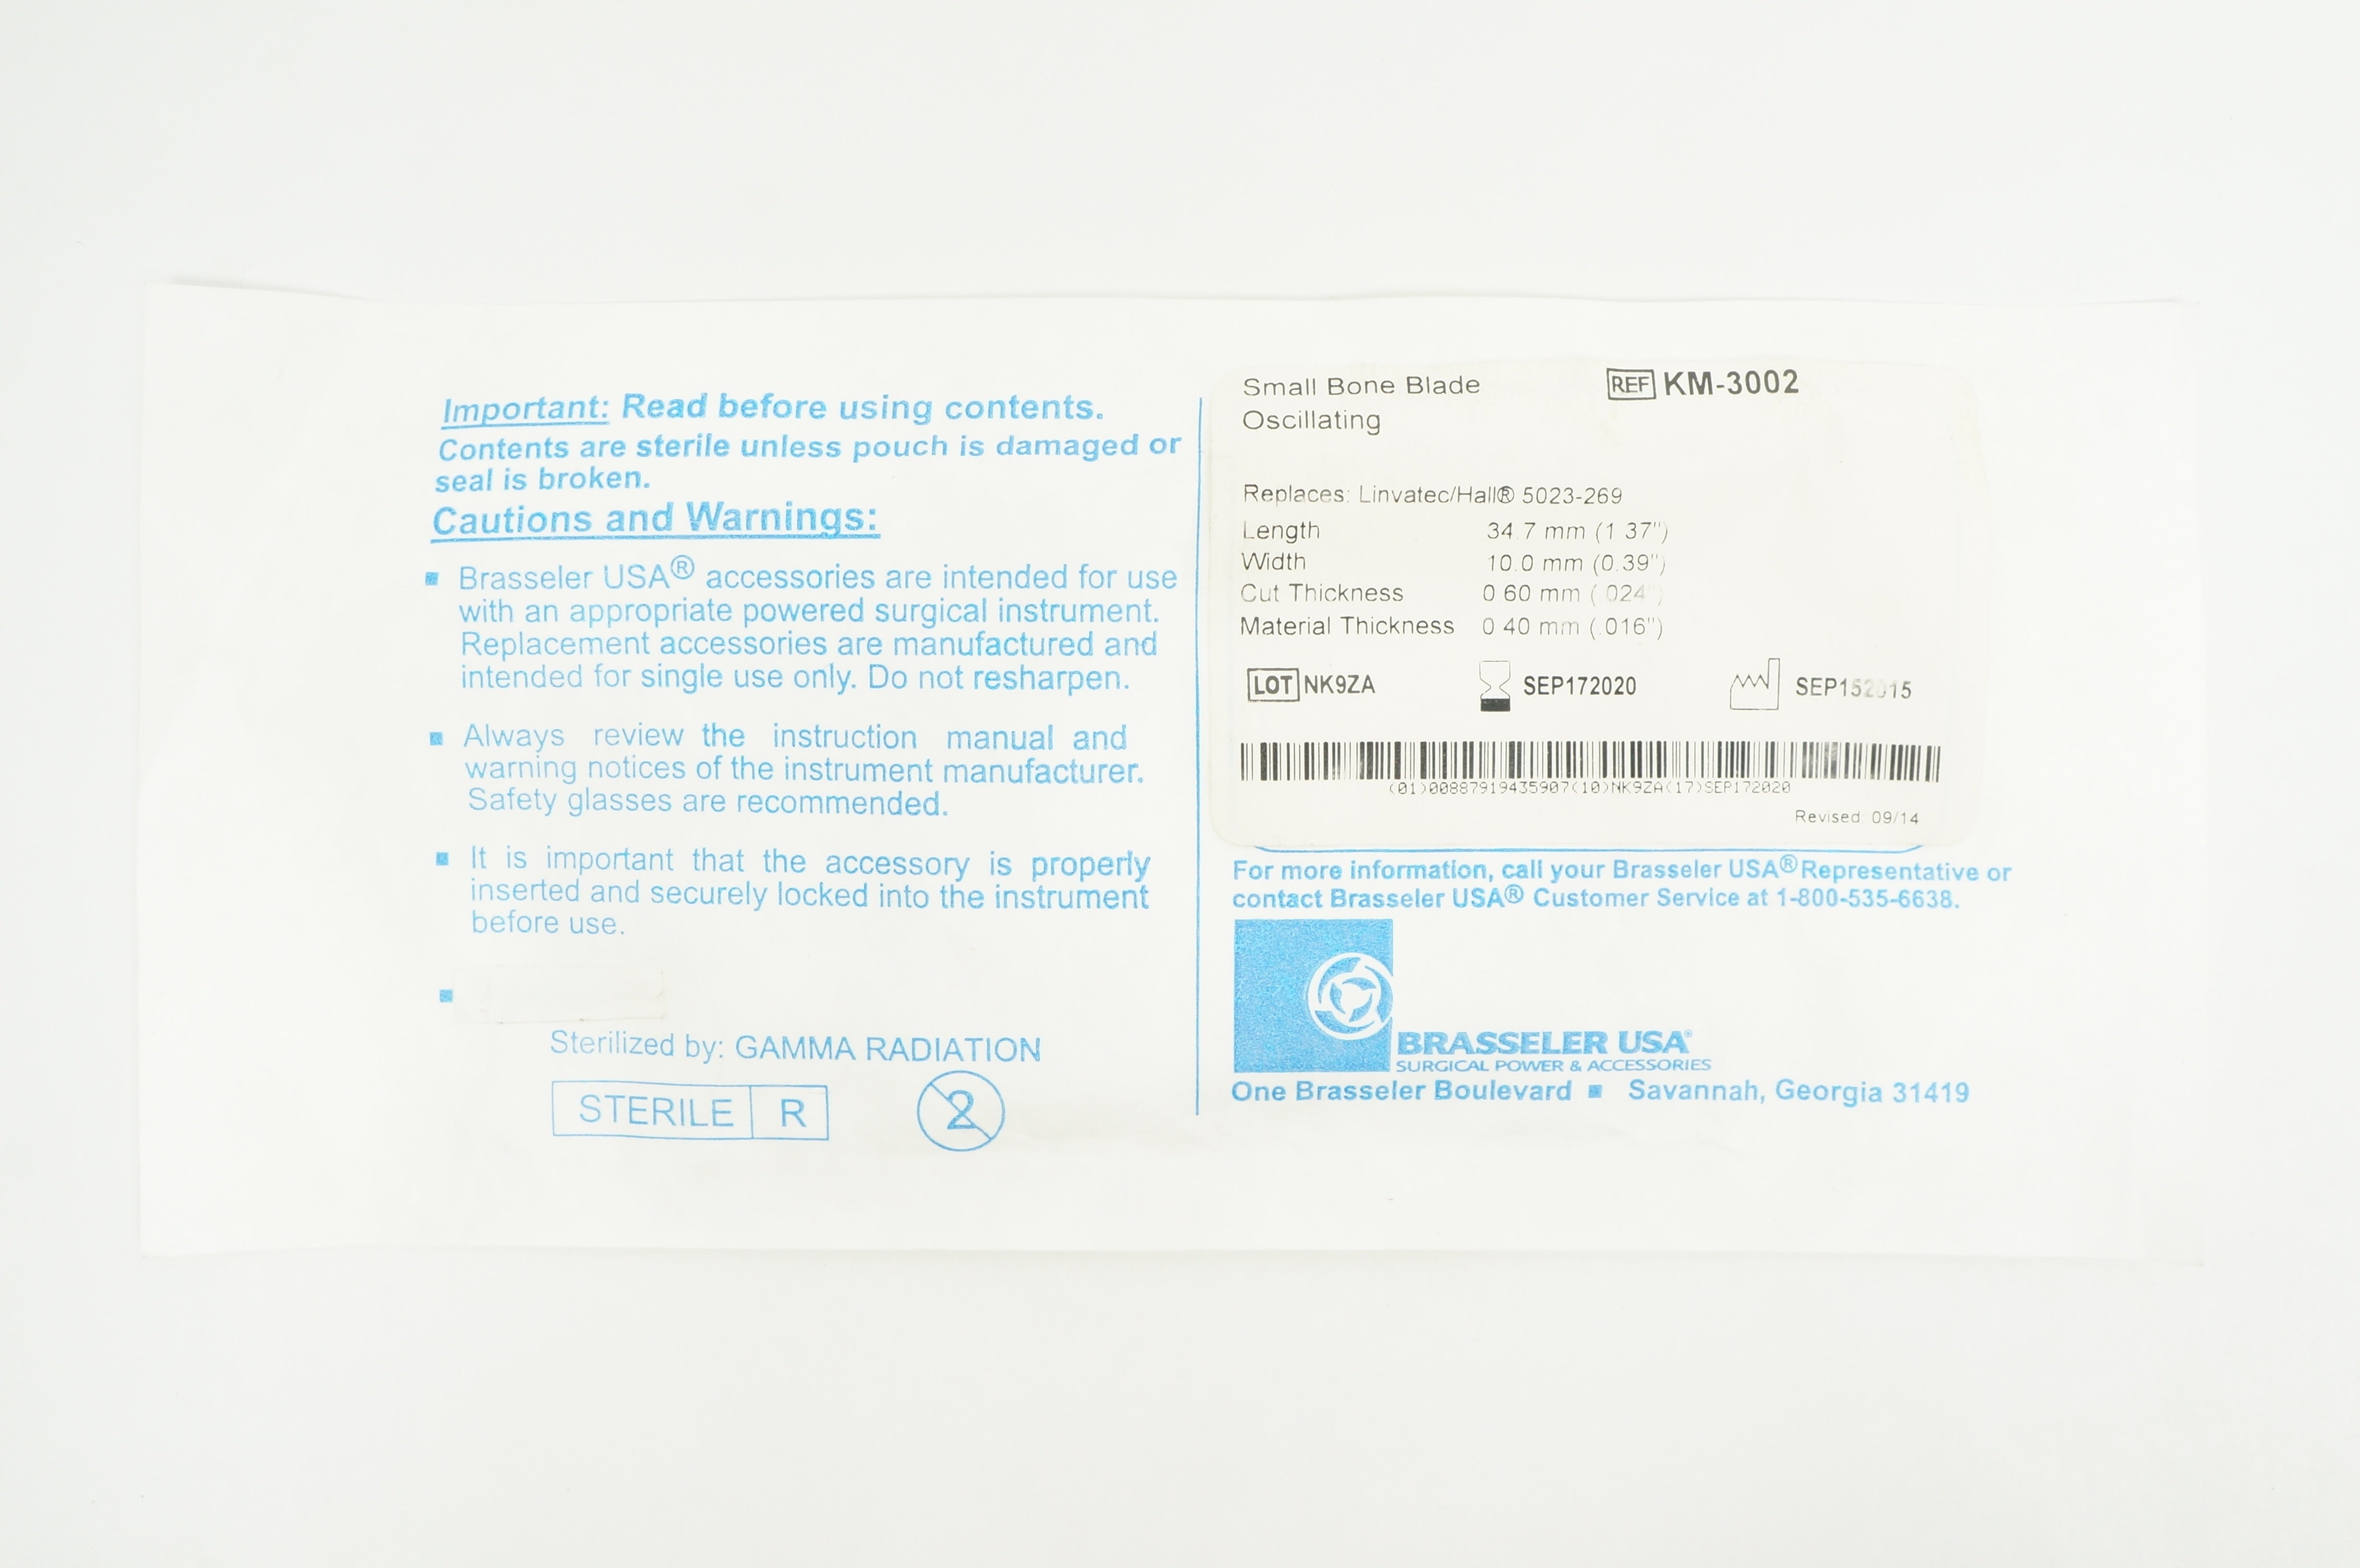 Important: Read before using contents.
Contents are sterile unless pouch is damaged or
seal is broken.
Cautions and Warnings:
▪ Brasseler USA® accessories are intended for use
with an appropriate powered surgical instrument.
Replacement accessories are manufactured and
intended for single use only. Do not resharpen.
▪ Always review the instruction manual and
warning notices of the instrument manufacturer.
Safety glasses are recommended.
▪ It is important that the accessory is properly
inserted and securely locked into the instrument
before use.
▪
Sterilized by: GAMMA RADIATION
STERILE R
2
Small Bone Blade
REF KM-3002
Oscillating
Replaces: Linvatec/Hall® 5023-269
Length 34.7 mm (1.37")
Width 10.0 mm (0.39")
Cut Thickness 0.60 mm (.024")
Material Thickness 0.40 mm (.016")
LOT NK9ZA SEP172020 SEP152015
(01)00887919435907(10)NK9ZA(17)SEP172020
Revised 09/14
For more information, call your Brasseler USA® Representative or
contact Brasseler USA® Customer Service at 1-800-535-6638.
BRASSELER USA®
SURGICAL POWER & ACCESSORIES
One Brasseler Boulevard ▪ Savannah, Georgia 31419